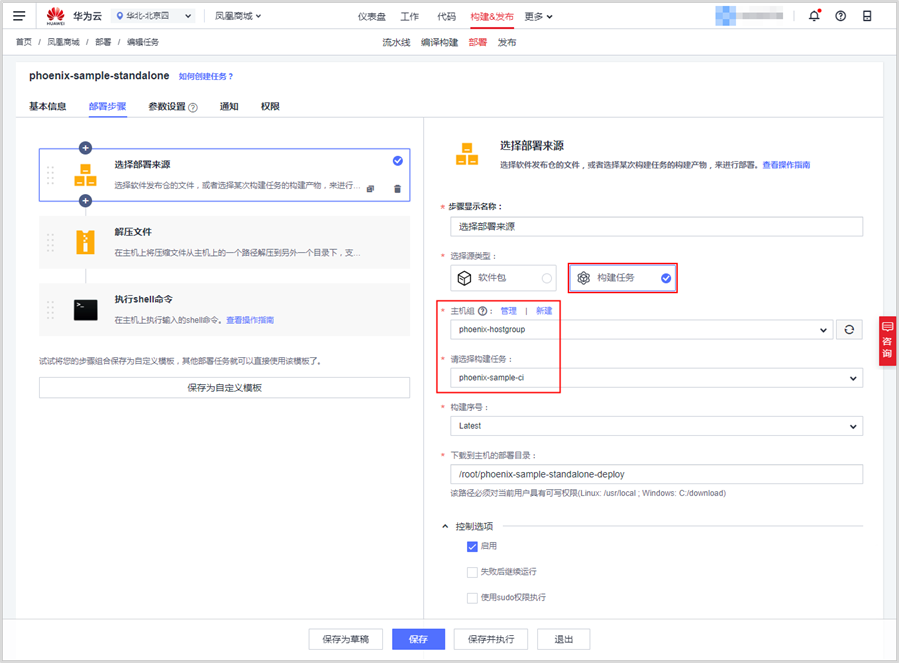 HUAWEI
华为云
华北-北京四
凤凰商城
仪表盘
工作
代码
构建&发布
更多
首页 / 凤凰商城 / 部署 / 编辑任务
流水线
编译构建
部署
发布
phoenix-sample-standalone
如何创建任务？
基本信息
部署步骤
参数设置
通知
权限
选择部署来源
选择软件发布仓的文件，或者选择某次构建任务的构建产物，来进行...
解压文件
在主机上将压缩文件从主机上的一个路径解压到另外一个目录下，支...
执行shell命令
在主机上执行输入的shell命令。查看操作指南
试试将您的步骤组合保存为自定义模板，其他部署任务就可以直接使用该模板了。
保存为自定义模板
选择部署来源
选择软件发布仓的文件，或者选择某次构建任务的构建产物，来进行部署。查看操作指南
* 步骤显示名称：
选择部署来源
* 选择源类型：
软件包
构建任务
* 主机组 ？： 管理 | 新建
phoenix-hostgroup
* 请选择构建任务：
phoenix-sample-ci
* 构建序号：
Latest
* 下载到主机的部署目录：
/root/phoenix-sample-standalone-deploy
该路径必须对当前用户具有可写权限(Linux: /usr/local ; Windows: C:/download)
控制选项
启用
失败后继续运行
使用sudo权限执行
咨询
保存为草稿
保存
保存并执行
退出